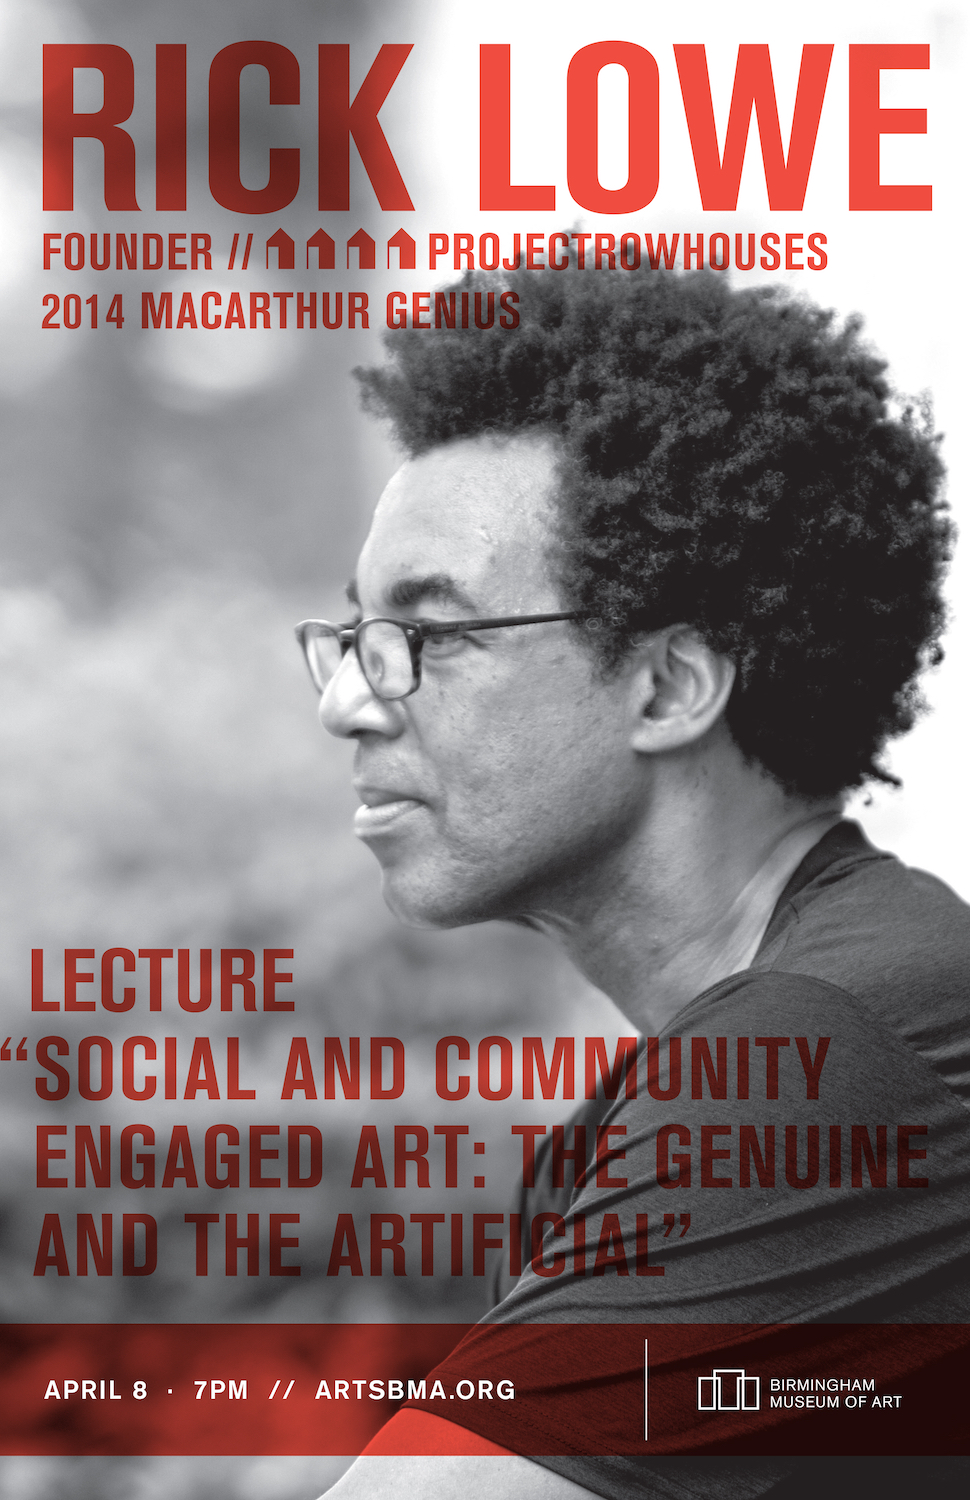 RICK LOWE
FOUNDER // PROJECTROWHOUSES
2014 MACARTHUR GENIUS
LECTURE
“SOCIAL AND COMMUNITY
ENGAGED ART: THE GENUINE
AND THE ARTIFICIAL”
APRIL 8 · 7PM // ARTSBMA.ORG
BIRMINGHAM
MUSEUM OF ART